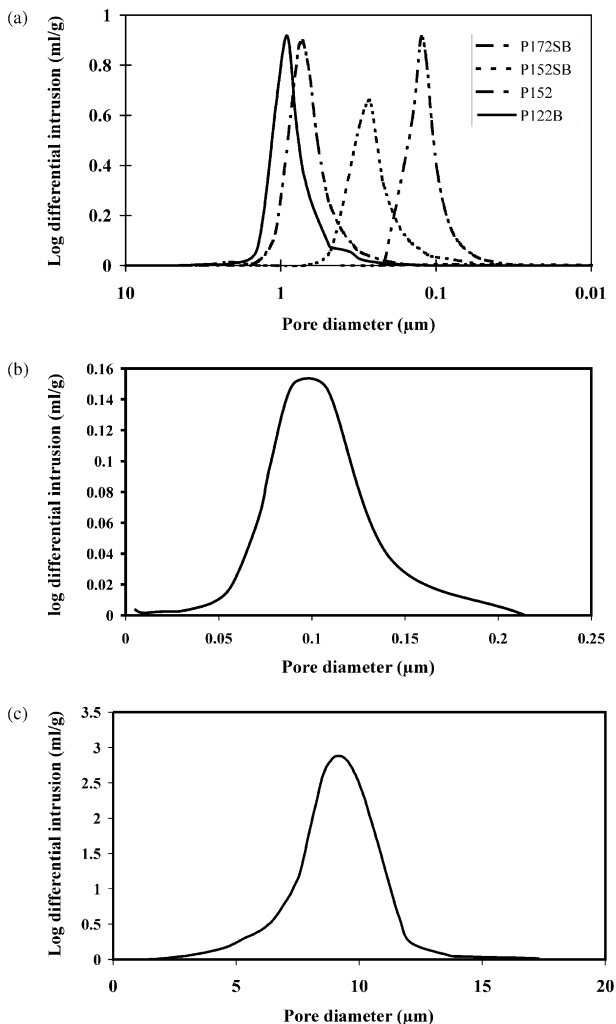 (a)
Log differential intrusion (ml/g)
1
0.8
0.6
0.4
0.2
0
P172SB
P152SB
P152
P122B
10 1 0.1 0.01
Pore diameter (µm)
(b)
log differential intrusion (ml/g)
0.16
0.14
0.12
0.1
0.08
0.06
0.04
0.02
0
0 0.05 0.1 0.15 0.2 0.25
Pore diameter (µm)
(c)
Log differential intrusion (ml/g)
3.5
3
2.5
2
1.5
1
0.5
0
0 5 10 15 20
Pore diameter (µm)